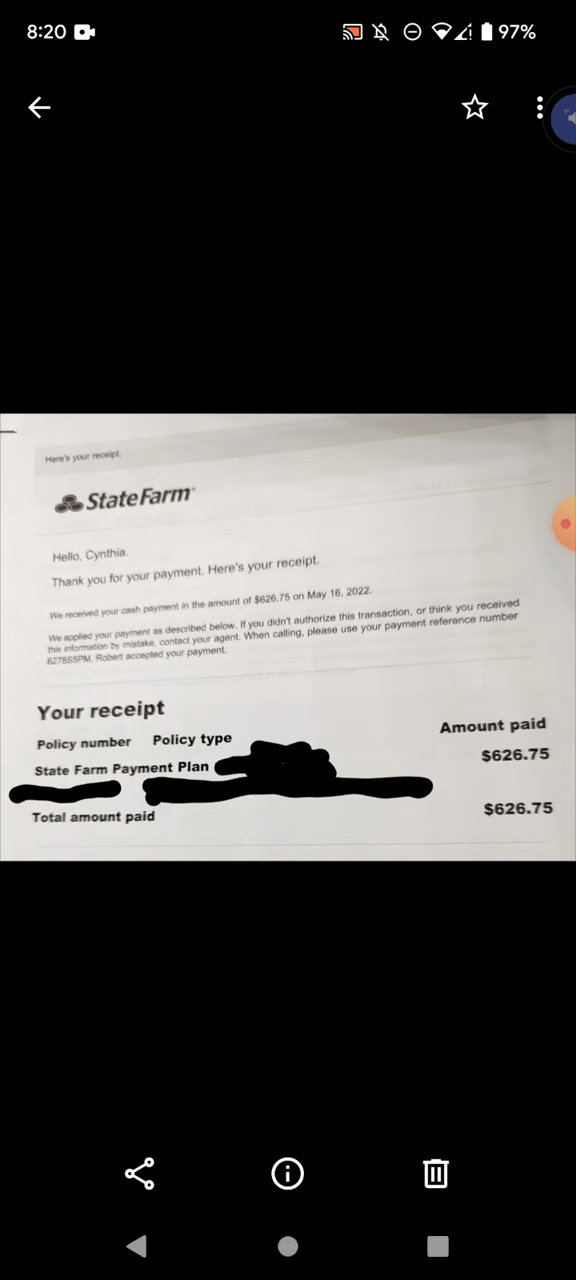 8:20
97%
Here's your receipt.
StateFarm
Hello, Cynthia.
Thank you for your payment. Here's your receipt.
We received your cash payment in the amount of $626.75 on May 16, 2022.
We applied your payment as described below. If you didn't authorize this transaction, or think you received
this information by mistake, contact your agent. When calling, please use your payment reference number
6278S5PM. Robert accepted your payment.
Your receipt
Policy number Policy type Amount paid
State Farm Payment Plan $626.75
Total amount paid $626.75